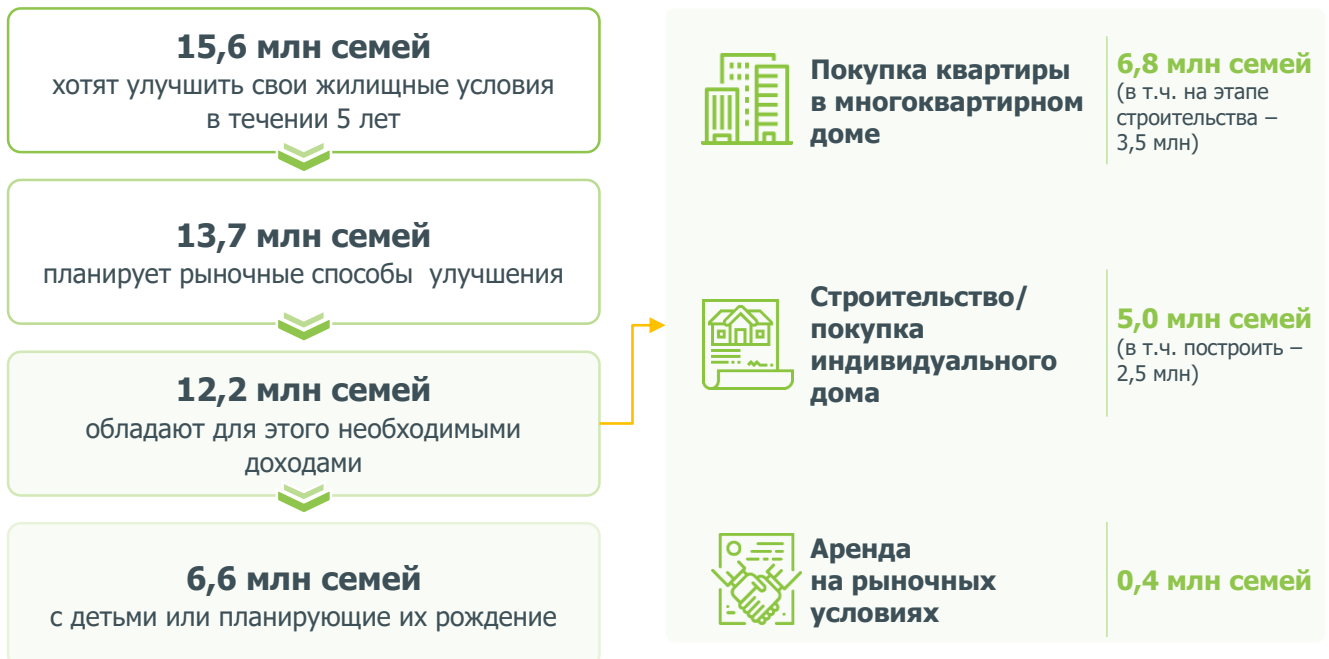 15,6 млн семей
хотят улучшить свои жилищные условия
в течении 5 лет
13,7 млн семей
планирует рыночные способы улучшения
12,2 млн семей
обладают для этого необходимыми
доходами
6,6 млн семей
с детьми или планирующие их рождение
Покупка квартиры
в многоквартирном
доме
6,8 млн семей
(в т.ч. на этапе
строительства –
3,5 млн)
Строительство/
покупка
индивидуального
дома
5,0 млн семей
(в т.ч. построить –
2,5 млн)
Аренда
на рыночных
условиях
0,4 млн семей